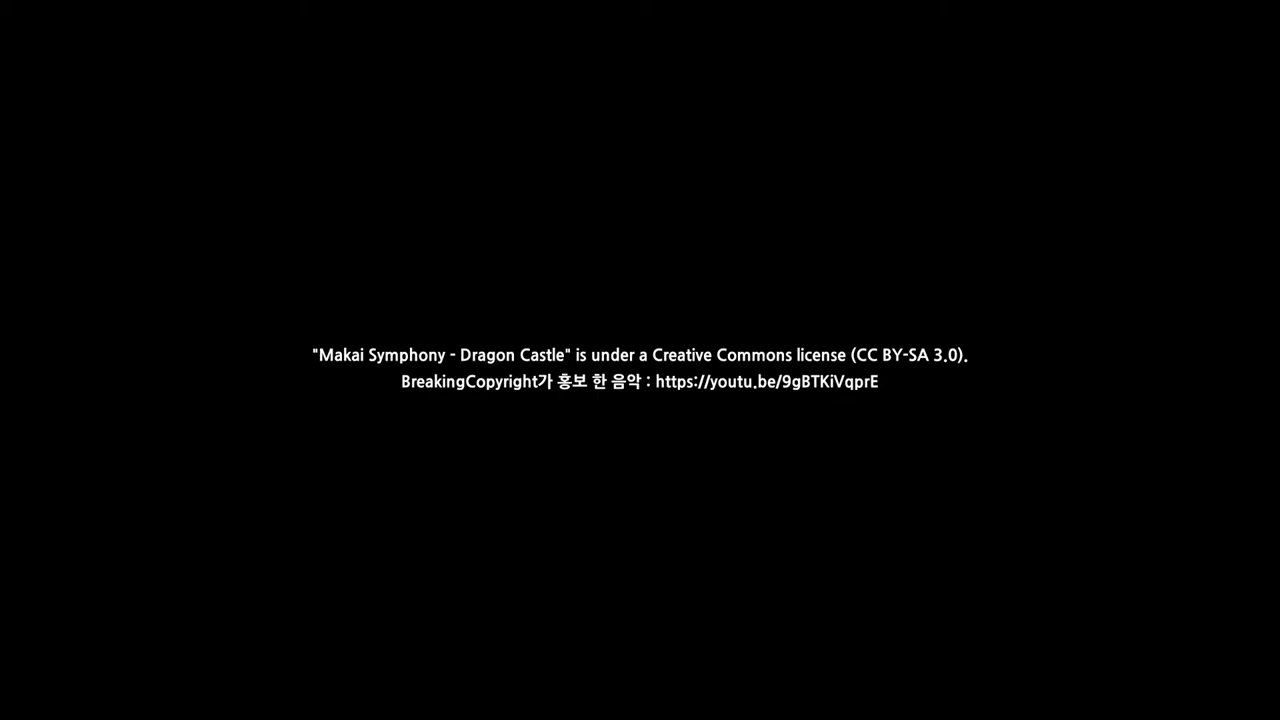 "Makai Symphony - Dragon Castle" is under a Creative Commons license (CC BY-SA 3.0).
BreakingCopyright가 홍보 한 음악 : https://youtu.be/9gBTKiVqprE